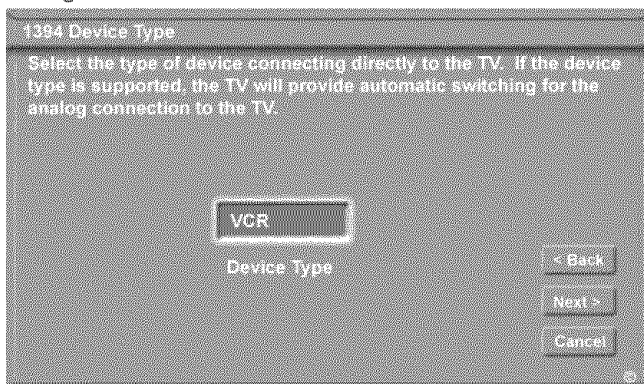 1394 Device Type
Select the type of device connecting directly to the TV. If the device
type is supported, the TV will provide automatic switching for the
analog connection to the TV.
VCR
Device Type
< Back
Next >
Cancel